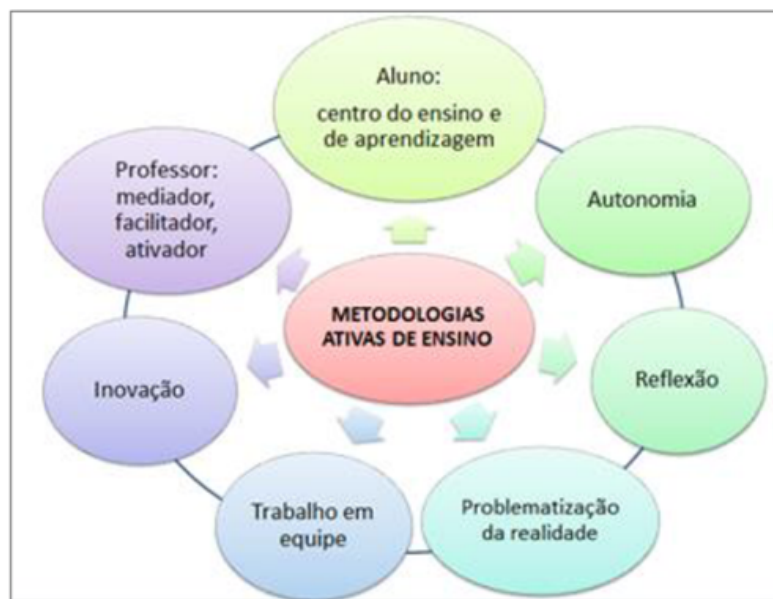 Aluno:
centro do ensino e
de aprendizagem
Autonomia
Reflexão
Problematização
da realidade
Trabalho em
equipe
Inovação
Professor:
mediador,
facilitador,
ativador
METODOLOGIAS
ATIVAS DE ENSINO